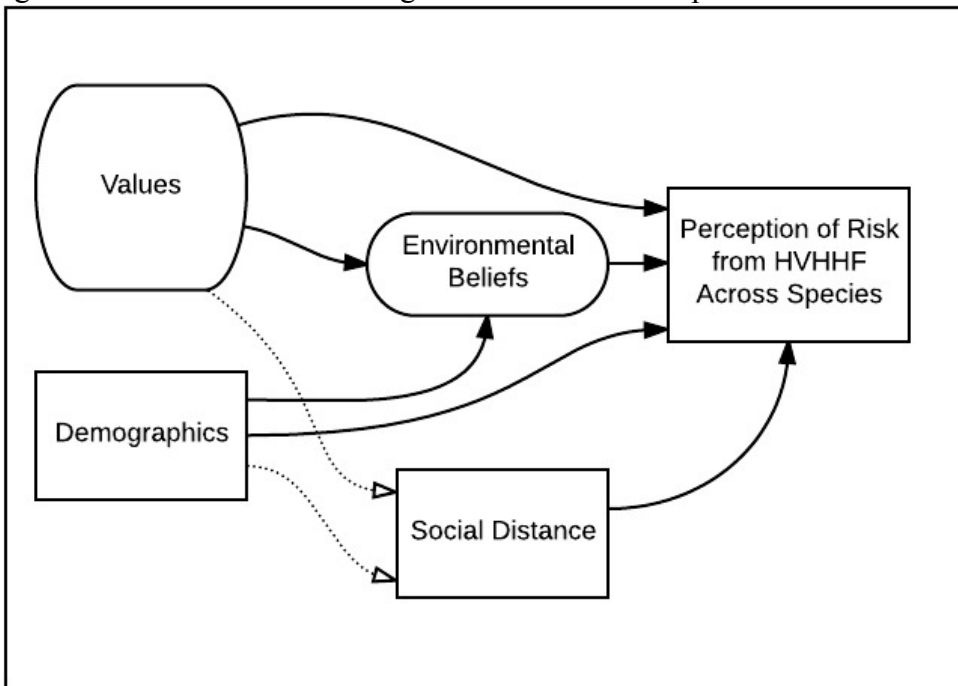 Values
Environmental
Beliefs
Perception of Risk
from HVHHF
Across Species
Demographics
Social Distance